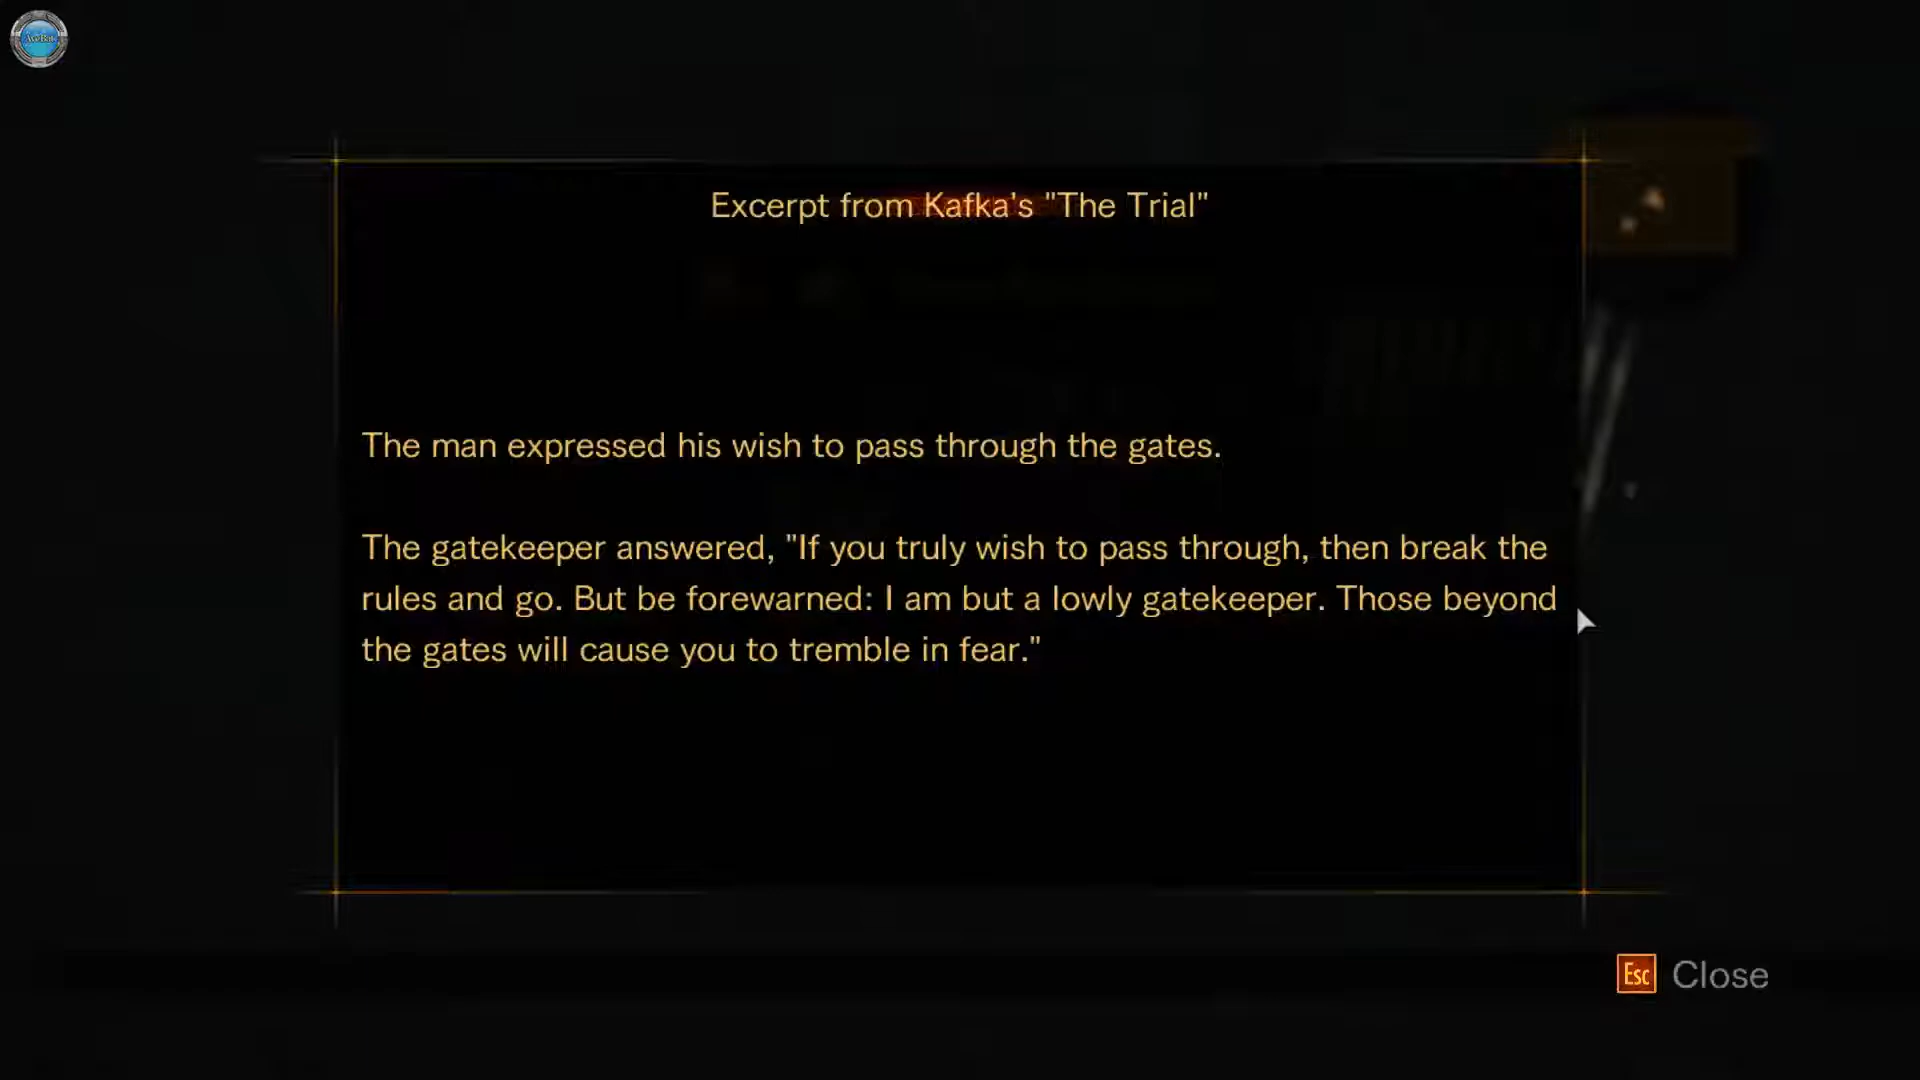 Excerpt from Kafka's "The Trial"
The man expressed his wish to pass through the gates.
The gatekeeper answered, "If you truly wish to pass through, then break the
rules and go. But be forewarned: I am but a lowly gatekeeper. Those beyond
the gates will cause you to tremble in fear."
Esc Close